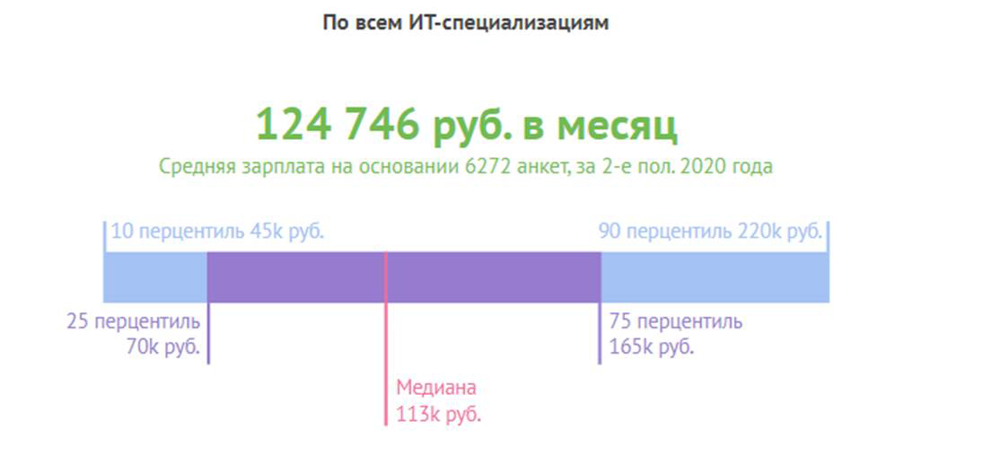 По всем ИТ-специализациям
124 746 руб. в месяц
Средняя зарплата на основании 6272 анкет, за 2-е пол. 2020 года
10 перцентиль 45k руб.
90 перцентиль 220k руб.
25 перцентиль
70k руб.
75 перцентиль
165k руб.
Медиана
113k руб.